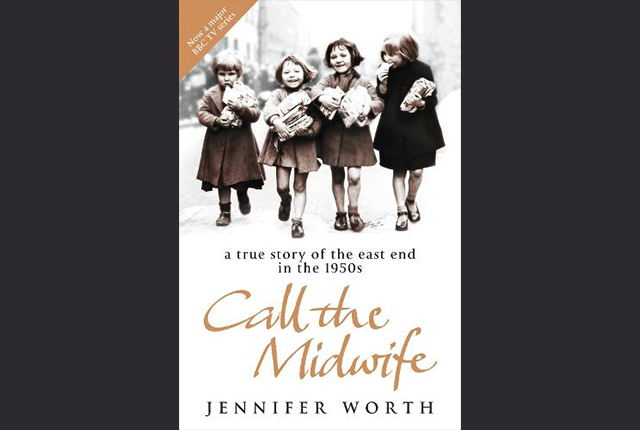 Now a major
BBC TV series
a true story of the east end
in the 1950s
Call the
Midwife
JENNIFER WORTH